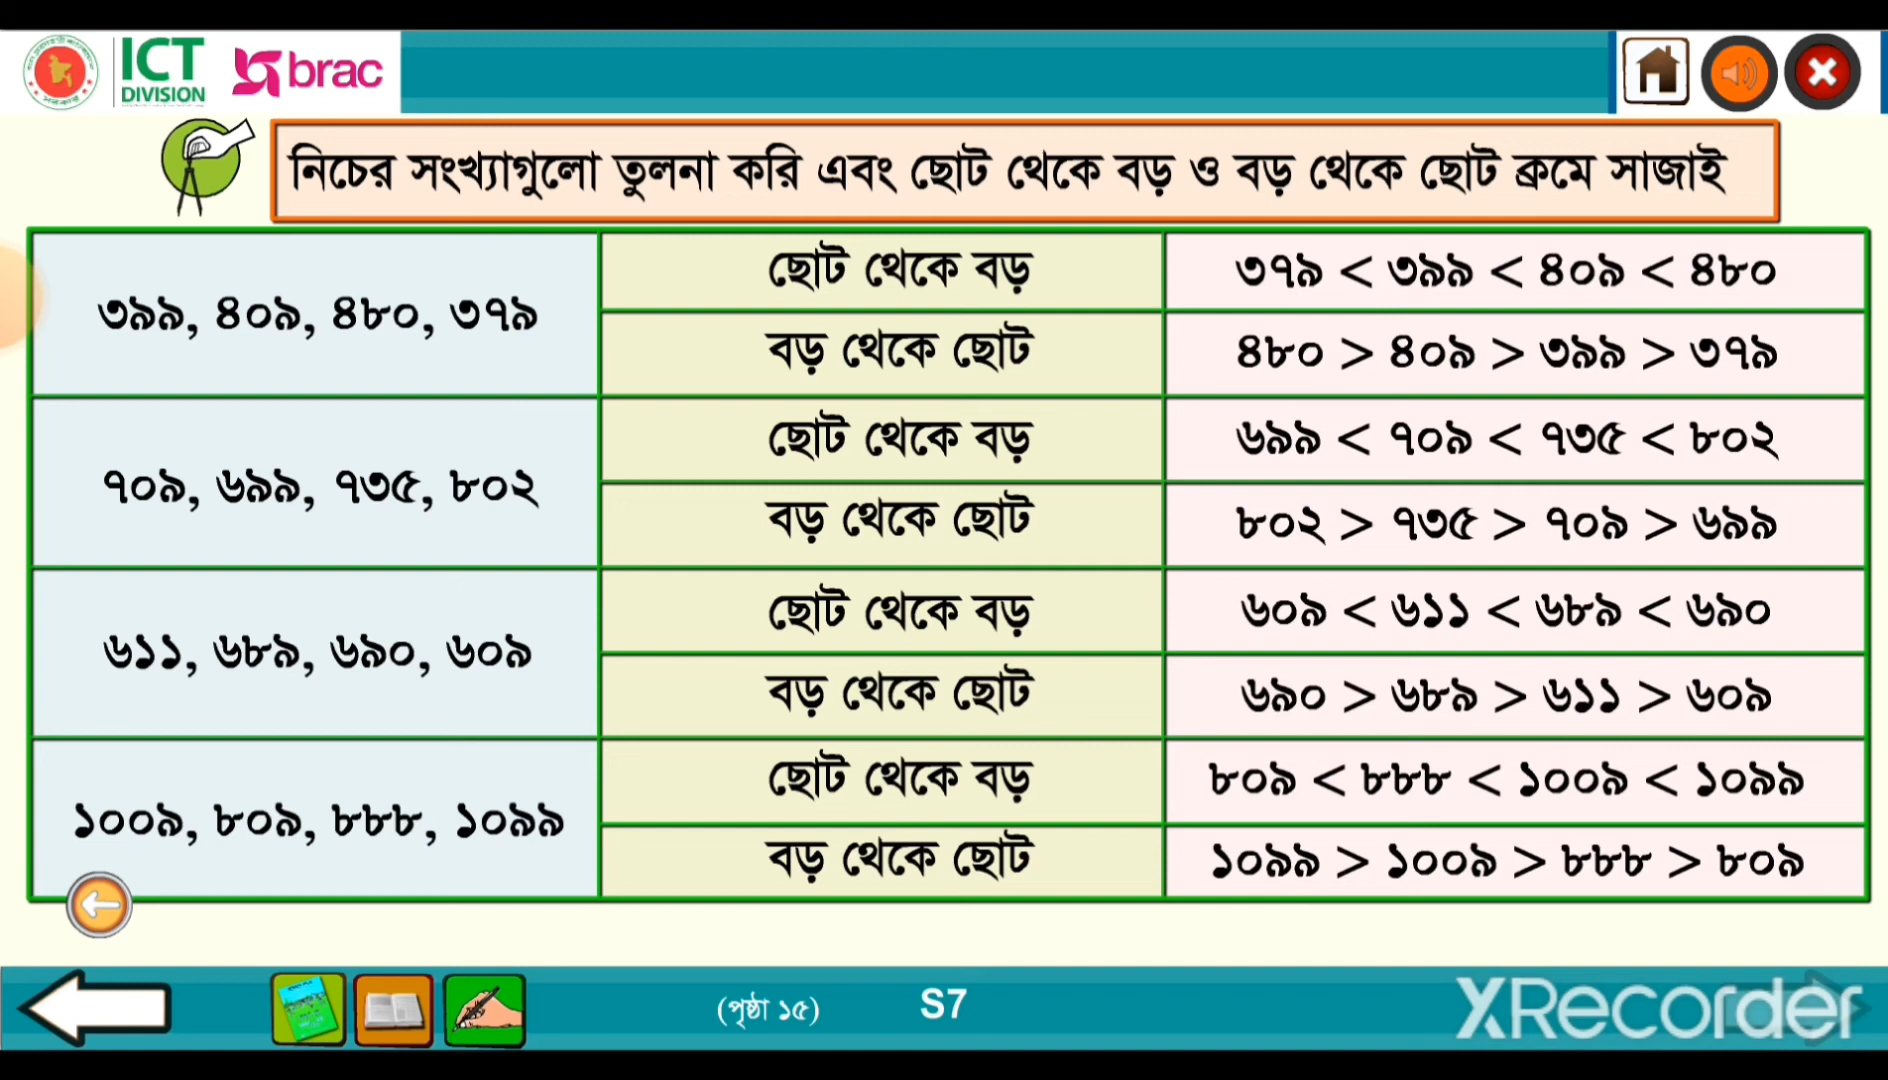 ICT
DIVISION
brac
নিচের সংখ্যাগুলো তুলনা করি এবং ছোট থেকে বড় ও বড় থেকে ছোট ক্রমে সাজাই
৩৯৯, ৪০৯, ৪৮০, ৩৭৯
ছোট থেকে বড়
৩৭৯ < ৩৯৯ < ৪০৯ < ৪৮০
বড় থেকে ছোট
৪৮০ > ৪০৯ > ৩৯৯ > ৩৭৯
৭০৯, ৬৯৯, ৭৩৫, ৮০২
ছোট থেকে বড়
৬৯৯ < ৭০৯ < ৭৩৫ < ৮০২
বড় থেকে ছোট
৮০২ > ৭৩৫ > ৭০৯ > ৬৯৯
৬১১, ৬৮৯, ৬৯০, ৬০৯
ছোট থেকে বড়
৬০৯ < ৬১১ < ৬৮৯ < ৬৯০
বড় থেকে ছোট
৬৯০ > ৬৮৯ > ৬১১ > ৬০৯
১০০৯, ৮০৯, ৮৮৮, ১০৯৯
ছোট থেকে বড়
৮০৯ < ৮৮৮ < ১০০৯ < ১০৯৯
বড় থেকে ছোট
১০৯৯ > ১০০৯ > ৮৮৮ > ৮০৯
(পৃষ্ঠা ১৫)
S7
XRecorder